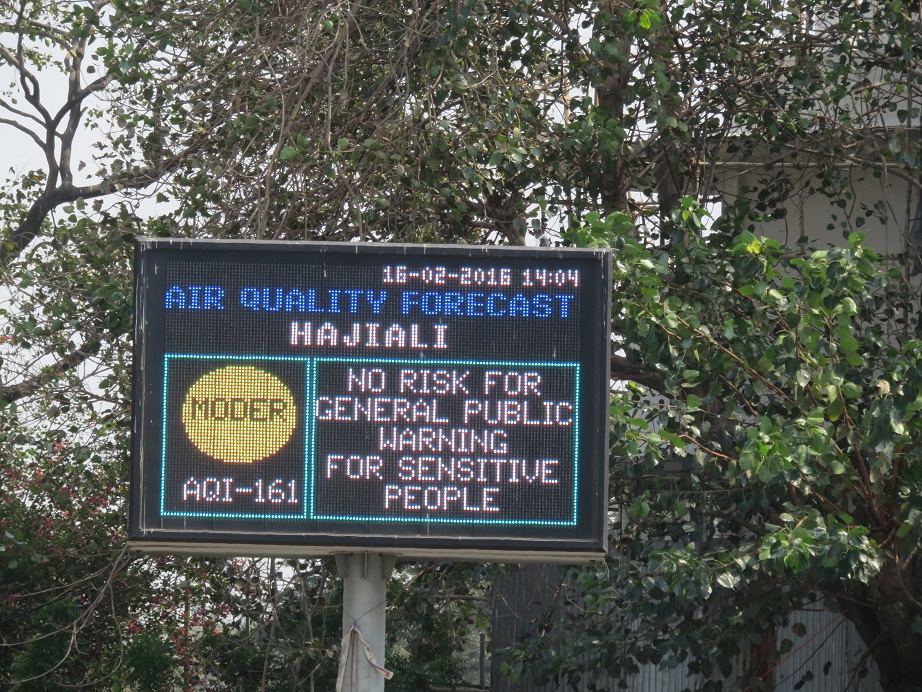 16-02-2016 14:04
AIR QUALITY FORECAST
HAJIALI
MODER
AQI-161
NO RISK FOR
GENERAL PUBLIC
WARNING
FOR SENSITIVE
PEOPLE